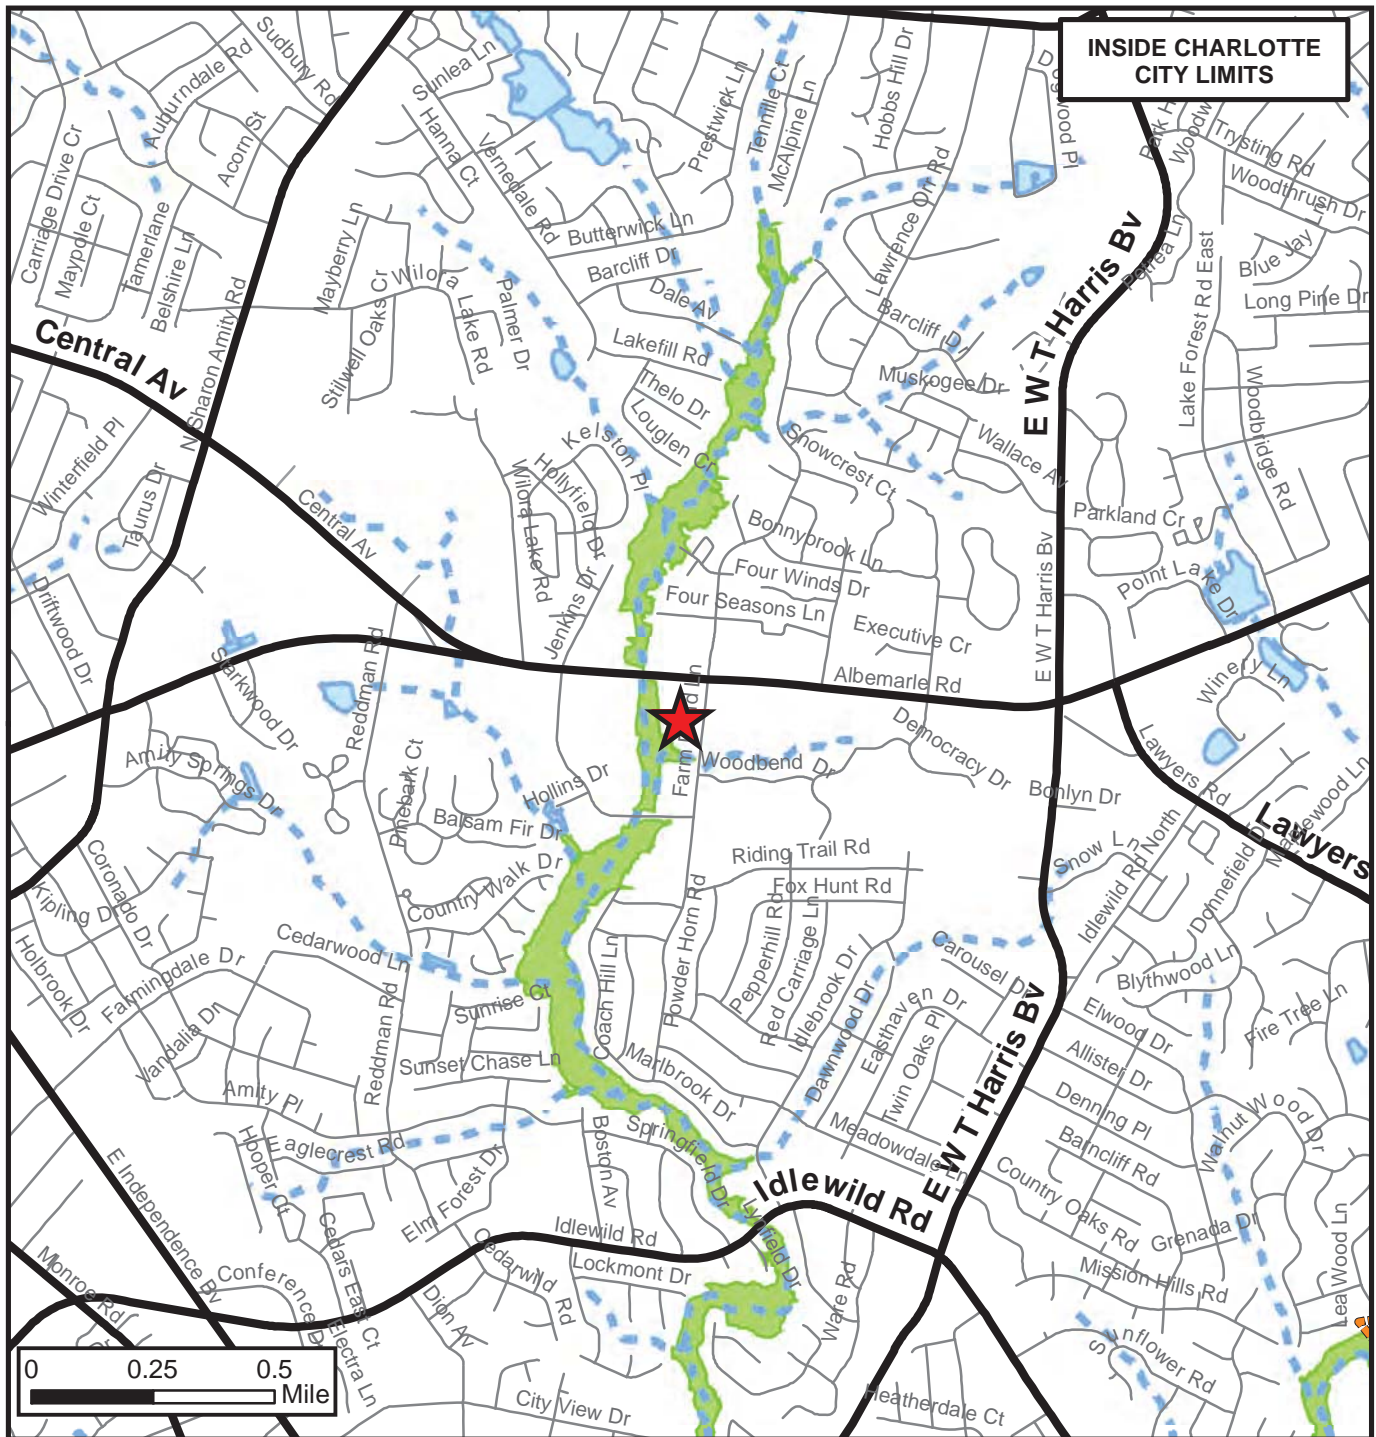 INSIDE CHARLOTTE
CITY LIMITS
Sudbury Rd
Auburndale Rd
Acorn St
Sunlea Ln
S Hanna Ct
Vernedale Rd
Prestwick Ln
Tennille Ct
McAlpine Ln
Hobbs Hill Dr
Trysting Rd
Woodthrush Dr
Blue Jay Ln
Long Pine Dr
Petrea Ln
Lake Forest Rd East
Carriage Drive Cr
Maypole Ct
Tamerlane
Belshire Ln
N Sharon Amity Rd
Mayberry Ln
Wilora
Lake Rd
Stilwell Oaks Cr
Palmer Dr
Butterwick Ln
Barcliff Dr
Dale Av
Lakefill Rd
Thelo Dr
Louglen Cr
Lawrence Orr Rd
Barcliff Dr
Muskogee Dr
Wallace Av
Snowcrest Ct
E W T Harris Bv
Central Av
Winterfield Pl
Taurus Dr
Central Av
Kelston Pl
Hollyfield Dr
Wilora Lake Rd
Jenkins Dr
Bonnybrook Ln
Four Winds Dr
Four Seasons Ln
Executive Cr
Albemarle Rd
E W T Harris Bv
Parkland Cr
Point Lake Dr
Woodbridge Rd
Winery Ln
Driftwood Dr
Starkwood Dr
Reddman Rd
Amity Springs Dr
Pinebark Ct
Hollins Dr
Balsam Fir Dr
Country Walk Dr
Woodbend Dr
Democracy Dr
Bonlyn Dr
Lawyers Rd
Lawyers
Snow Ln
Idlewild Rd North
Donnefield Dr
Riding Trail Rd
Fox Hunt Rd
Pepperhill Rd
Red Carriage Ln
Idlebrook Dr
Powder Horn Rd
Coach Hill Ln
Coronado Dr
Kipling Dr
Holbrook Dr
Farmingdale Dr
Vandalia Dr
Cedarwood Ln
Reddman Rd
Sunrise Ct
Sunset Chase Ln
Amity Pl
Eaglecrest Rd
Hooper Ct
Marlbrook Dr
Springfield Dr
Boston Av
Dawnwood Dr
Easthaven Dr
Twin Oaks Pl
Carousel Dr
Meadowdale Ln
E W T Harris Bv
Blythwood Ln
Fire Tree Ln
Elwood Dr
Allister Dr
Denning Pl
Barncliff Rd
Country Oaks Rd
Walnut Wood Dr
Grenada Dr
Mission Hills Rd
Lea Wood Ln
Sunflower Rd
Idlewild Rd
Idlewild Rd
Lynfield Dr
Lockmont Dr
Ware Rd
Elm Forest Dr
Cedarwild Rd
Dion Av
Cedars East Ct
Electra Ln
Conference Dr
E Independence Bv
Monroe Rd
City View Dr
Heatherdale Ct
0 0.25 0.5
Mile